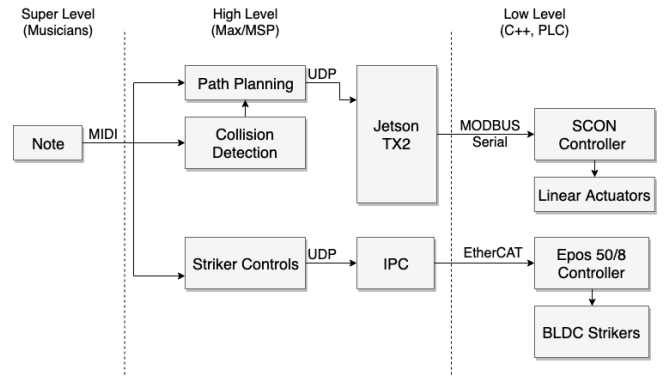 Super Level
(Musicians)
High Level
(Max/MSP)
Low Level
(C++, PLC)
Note
MIDI
Path Planning
UDP
Collision
Detection
Jetson
TX2
MODBUS
Serial
SCON
Controller
Linear Actuators
Striker Controls
UDP
IPC
EtherCAT
Epos 50/8
Controller
BLDC Strikers